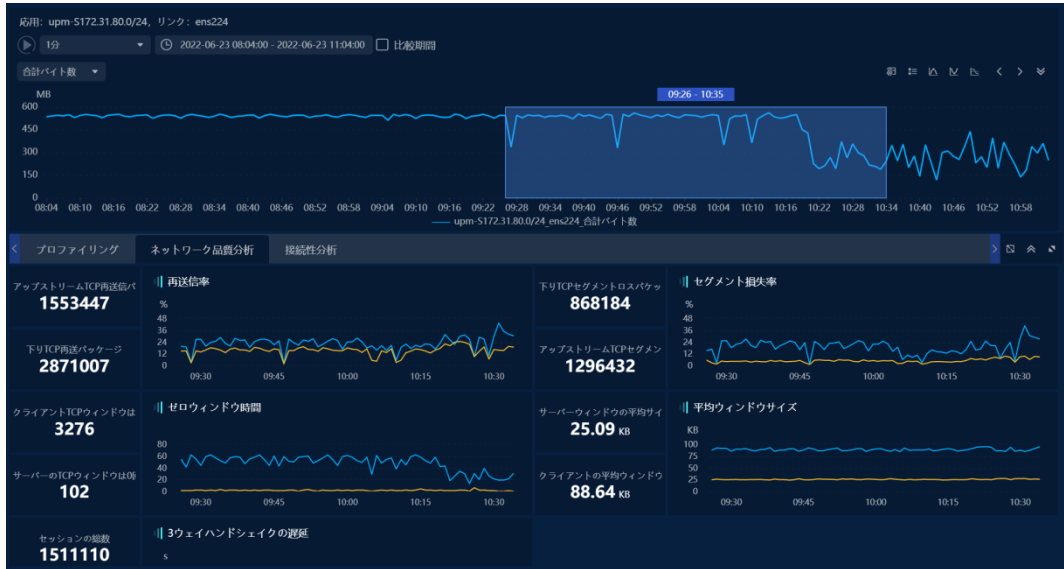 応用: upm-S172.31.80.0/24, リンク: ens224
1分 2022-06-23 08:04:00 - 2022-06-23 11:04:00 比較期間
合計バイト数
MB
09:26 - 10:35
600
450
300
150
0
08:04 08:10 08:16 08:22 08:28 08:34 08:40 08:46 08:52 08:58 09:04 09:10 09:16 09:22 09:28 09:34 09:40 09:46 09:52 09:58 10:04 10:10 10:16 10:22 10:28 10:34 10:40 10:46 10:52 10:58
upm-S172.31.80.0/24_ens224_合計バイト数
プロファイリング ネットワーク品質分析 接続性分析
アップストリームTCP再送信パ
1553447
下りTCP再送パッケージ
2871007
再送信率
%
48
36
24
12
0
09:30 09:45 10:00 10:15 10:30
下りTCPセグメントロスパケッ
868184
アップストリームTCPセグメン
1296432
セグメント損失率
%
48
36
24
12
0
09:30 09:45 10:00 10:15 10:30
クライアントTCPウィンドウは
3276
サーバーのTCPウィンドウは0
102
ゼロウィンドウ時間
80
60
40
20
0
09:30 09:45 10:00 10:15 10:30
サーバーウィンドウの平均サイ
25.09 KB
クライアントの平均ウィンドウ
88.64 KB
平均ウィンドウサイズ
KB
100
75
50
25
0
09:30 09:45 10:00 10:15 10:30
セッションの総数
1511110
3ウェイハンドシェイクの遅延
s